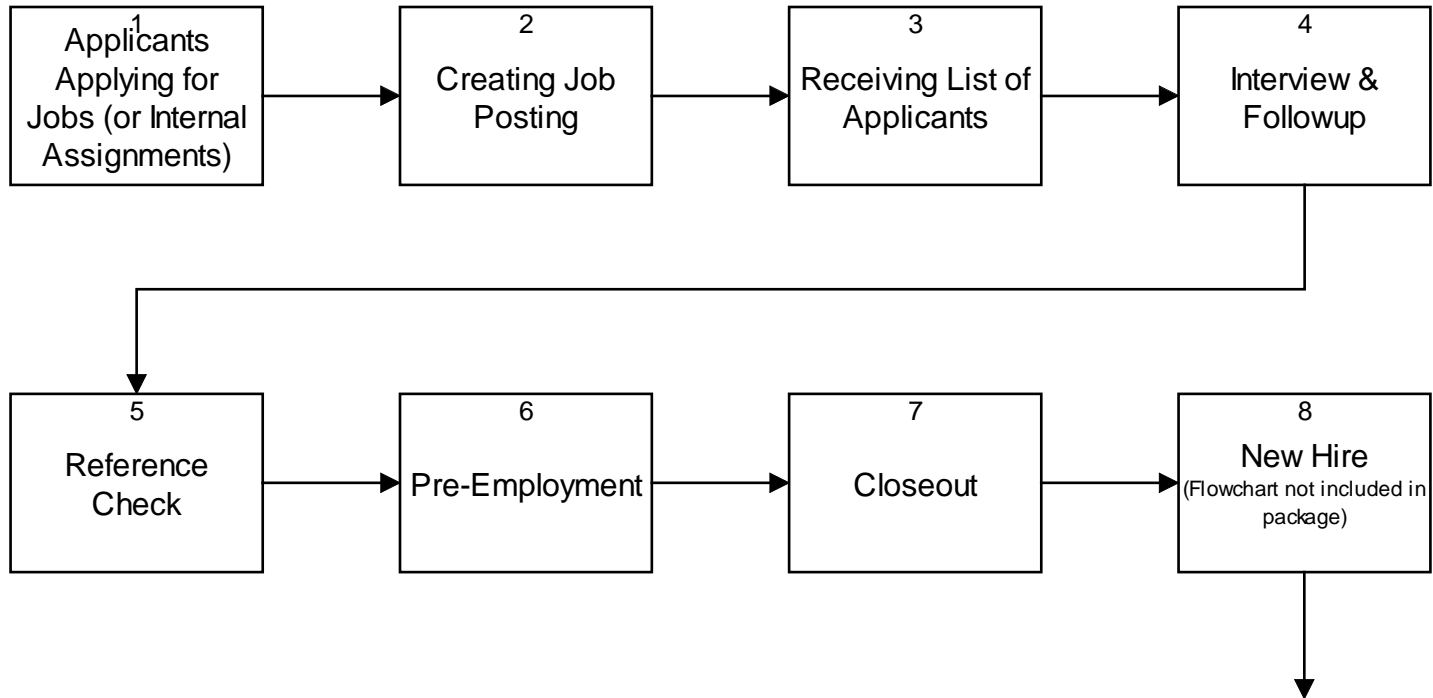 1
Applicants
Applying for
Jobs (or Internal
Assignments)
2
Creating Job
Posting
3
Receiving List of
Applicants
4
Interview &
Followup
5
Reference
Check
6
Pre-Employment
7
Closeout
8
New Hire
(Flowchart not included in
package)